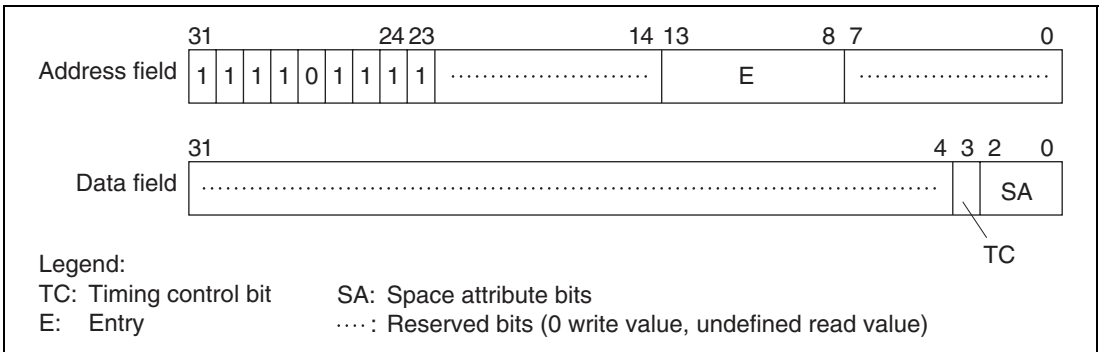 31 24 23 14 13 8 7 0
Address field 1 1 1 1 0 1 1 1 1 ........................ E ........................
31 4 3 2 0
Data field ........................................................................ SA
TC
Legend:
TC: Timing control bit SA: Space attribute bits
E: Entry ....: Reserved bits (0 write value, undefined read value)